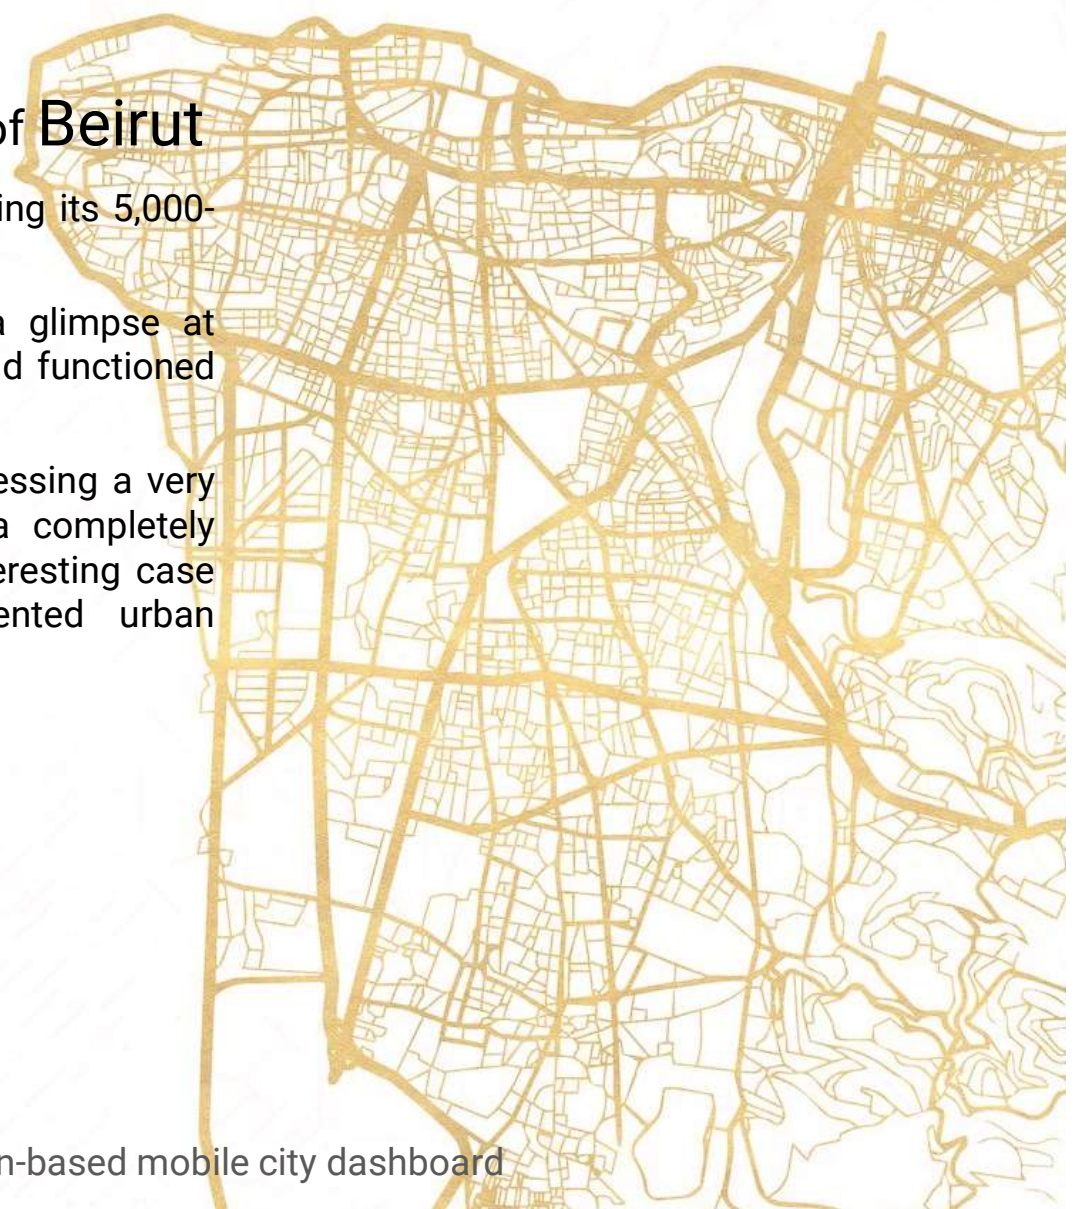 of Beirut
ing its 5,000-
a glimpse at
d functioned
essing a very
a completely
eresting case
ented urban
n-based mobile city dashboard